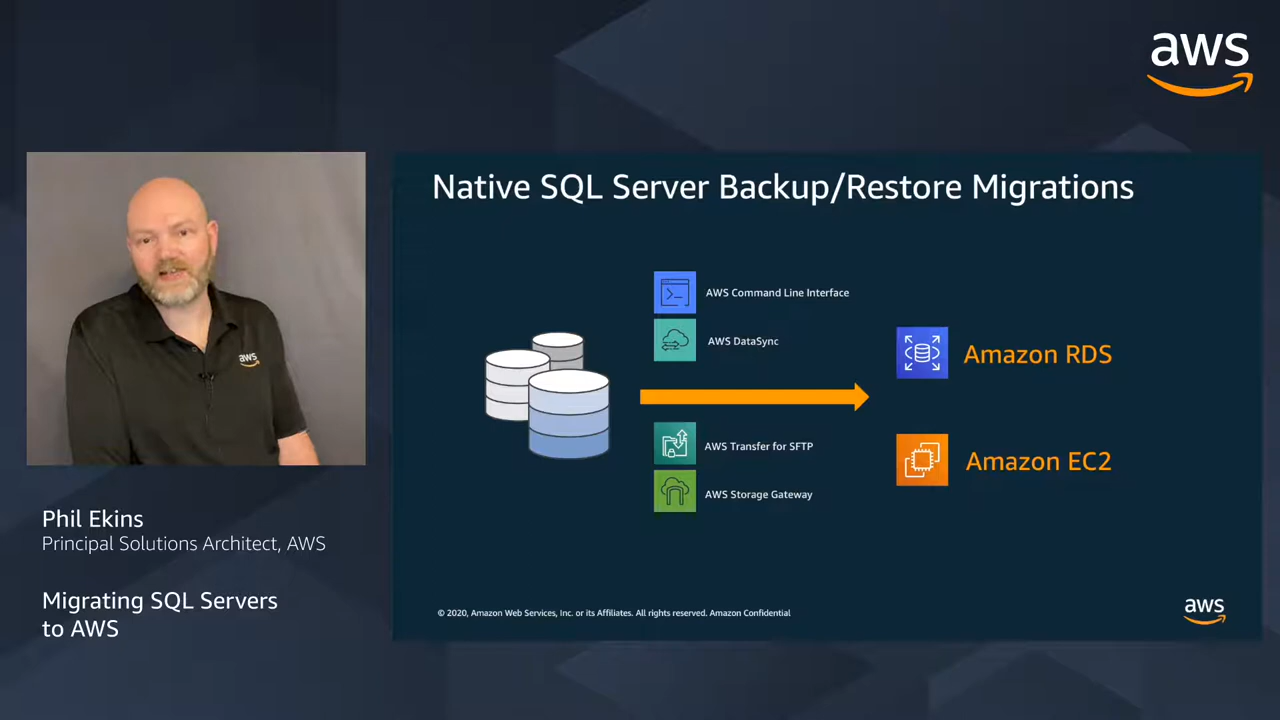 aws
Native SQL Server Backup/Restore Migrations
AWS Command Line Interface
AWS DataSync
Amazon RDS
AWS Transfer for SFTP
Amazon EC2
AWS Storage Gateway
aws
Phil Ekins
Principal Solutions Architect, AWS
Migrating SQL Servers
to AWS
© 2020, Amazon Web Services, Inc. or its Affiliates. All rights reserved. Amazon Confidential
aws